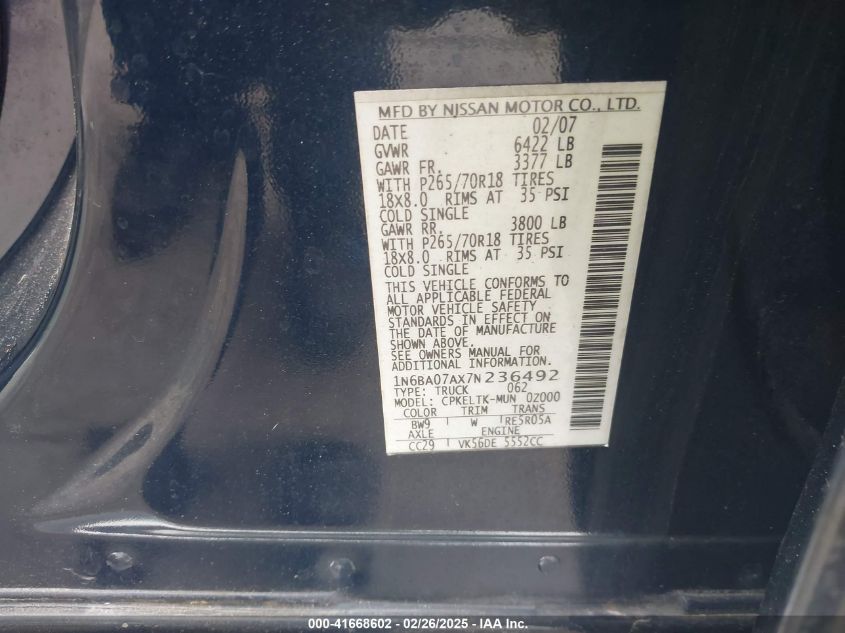 MFD BY NISSAN MOTOR CO., LTD.
DATE 02/07
GVWR 6422 LB
GAWR FR. 3377 LB
WITH P265/70R18 TIRES
18X8.0 RIMS AT 35 PSI
COLD SINGLE
GAWR RR. 3800 LB
WITH P265/70R18 TIRES
18X8.0 RIMS AT 35 PSI
COLD SINGLE
THIS VEHICLE CONFORMS TO
ALL APPLICABLE FEDERAL
MOTOR VEHICLE SAFETY
STANDARDS IN EFFECT ON
THE DATE OF MANUFACTURE
SHOWN ABOVE.
SEE OWNERS MANUAL FOR
ADDITIONAL INFORMATION.
1N6BA07AX7N236492
TYPE: TRUCK 062
MODEL: CPKELTK-MUN 0Z000
COLOR TRIM TRANS
BW9 W RE5R05A
AXLE ENGINE
CC29 VK56DE 5552CC
000-41668602 - 02/26/2025 - IAA Inc.